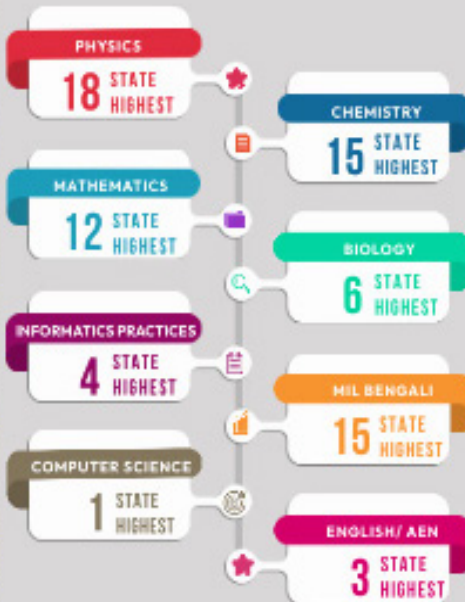 PHYSICS
18 STATE
HIGHEST
CHEMISTRY
15 STATE
HIGHEST
MATHEMATICS
12 STATE
HIGHEST
BIOLOGY
6 STATE
HIGHEST
INFORMATICS PRACTICES
4 STATE
HIGHEST
MIL BENGALI
15 STATE
HIGHEST
COMPUTER SCIENCE
1 STATE
HIGHEST
ENGLISH/ AEN
3 STATE
HIGHEST